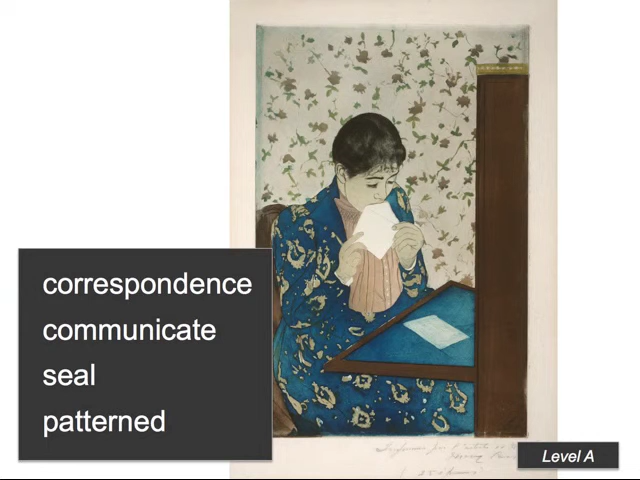 correspondence
communicate
seal
patterned
Level A